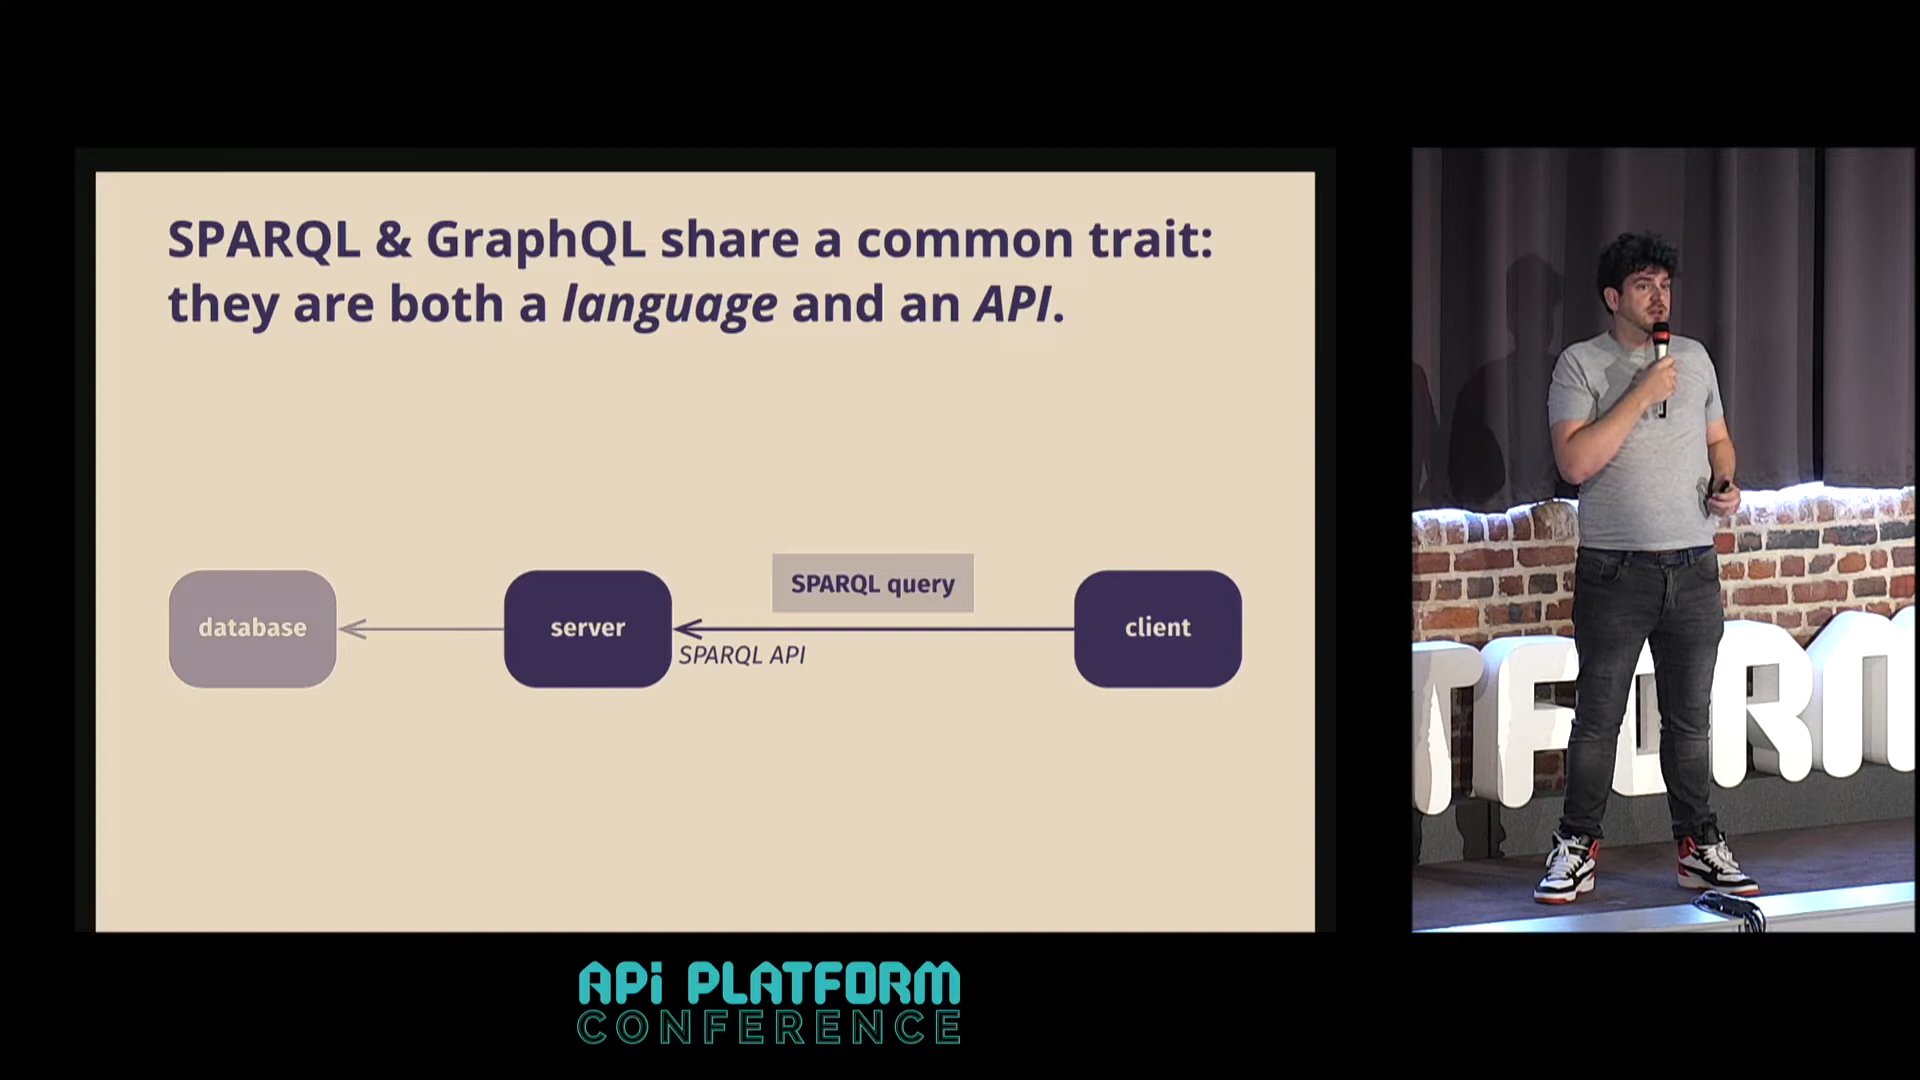 SPARQL & GraphQL share a common trait:
they are both a language and an API.
SPARQL query
database
server
client
SPARQL API
TFORM
API PLATFORM
CONFERENCE